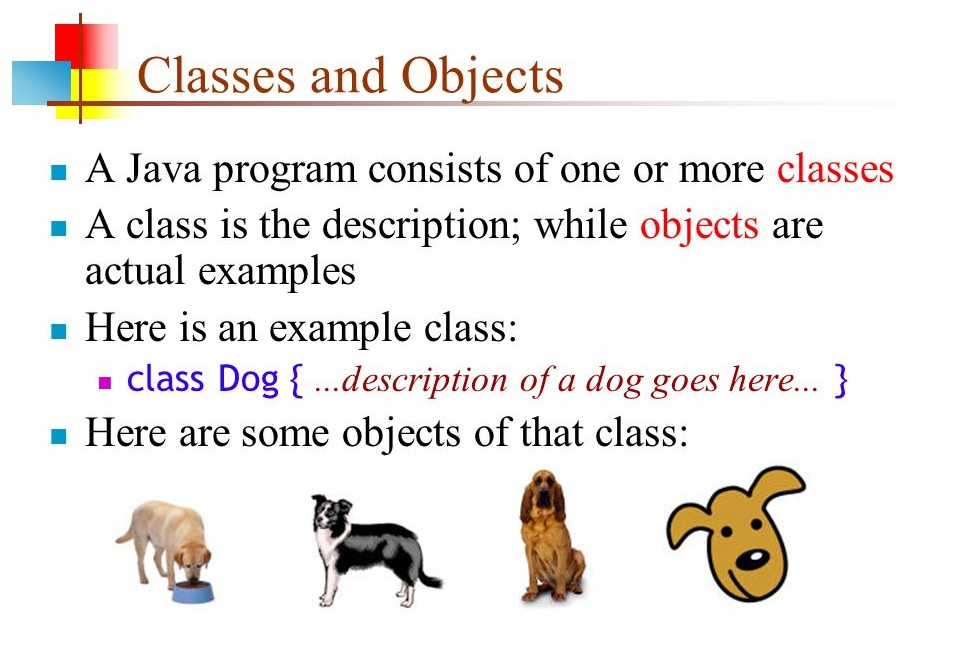 Classes and Objects
A Java program consists of one or more classes
A class is the description; while objects are
actual examples
Here is an example class:
class Dog { ...description of a dog goes here... }
Here are some objects of that class: